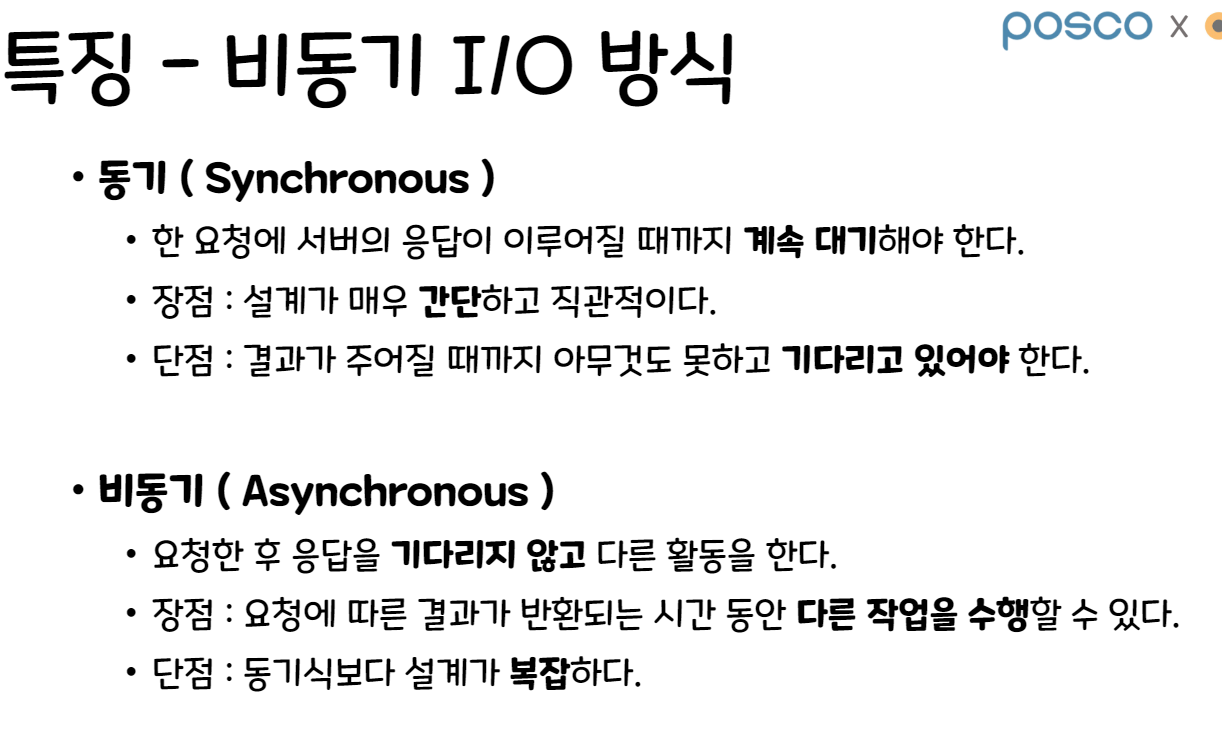 posco x
특징 - 비동기 I/O 방식
• 동기 ( Synchronous )
• 한 요청에 서버의 응답이 이루어질 때까지 계속 대기해야 한다.
• 장점 : 설계가 매우 간단하고 직관적이다.
• 단점 : 결과가 주어질 때까지 아무것도 못하고 기다리고 있어야 한다.
• 비동기 ( Asynchronous )
• 요청한 후 응답을 기다리지 않고 다른 활동을 한다.
• 장점 : 요청에 따른 결과가 반환되는 시간 동안 다른 작업을 수행할 수 있다.
• 단점 : 동기식보다 설계가 복잡하다.